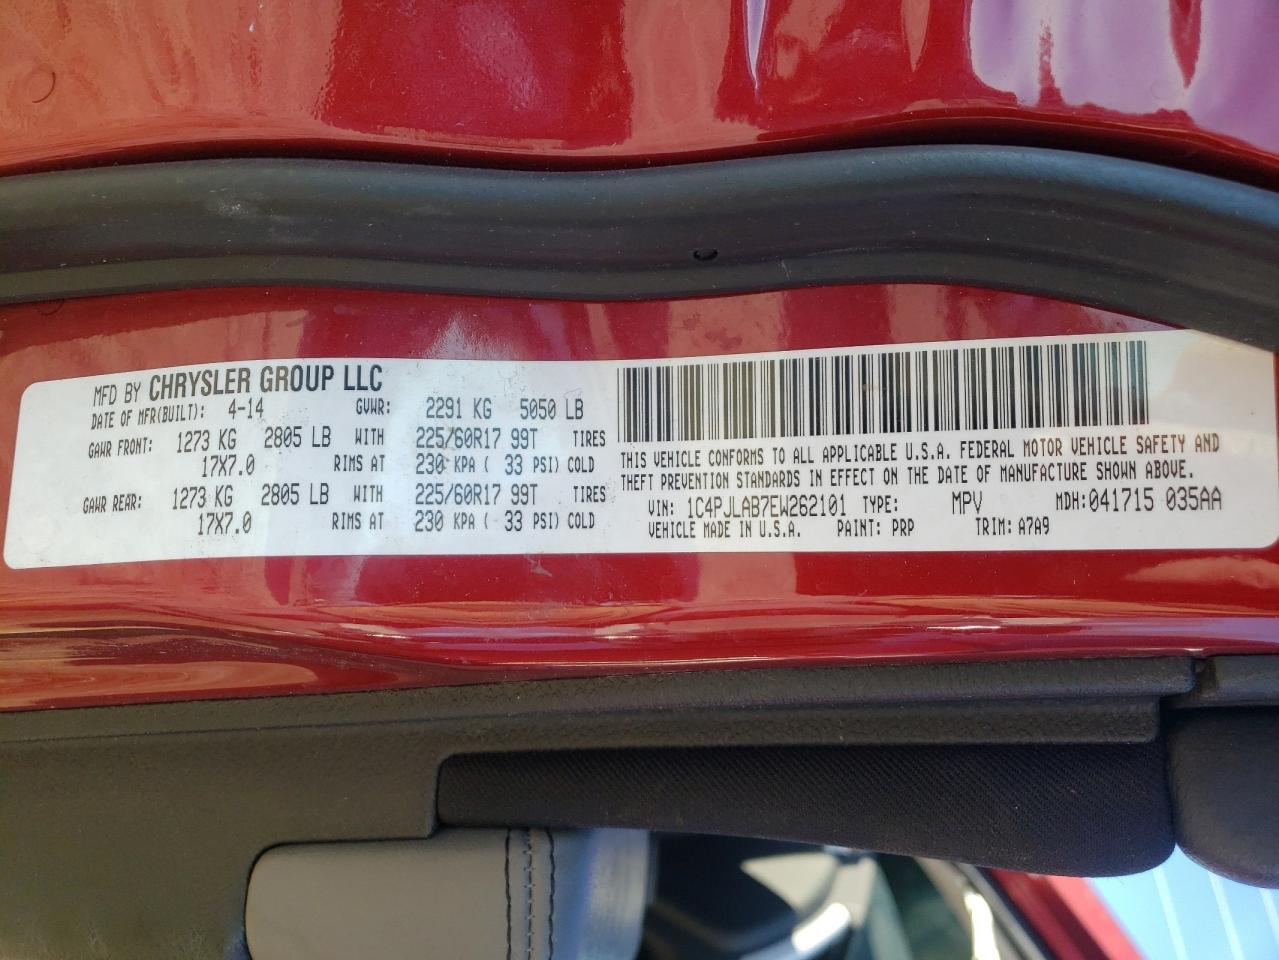 MFD BY CHRYSLER GROUP LLC
DATE OF MFR(BUILT): 4-14 GVWR: 2291 KG 5050 LB
GAWR FRONT: 1273 KG 2805 LB WITH 225/60R17 99T TIRES
17X7.0 RIMS AT 230 KPA ( 33 PSI) COLD
GAWR REAR: 1273 KG 2805 LB WITH 225/60R17 99T TIRES
17X7.0 RIMS AT 230 KPA ( 33 PSI) COLD
THIS VEHICLE CONFORMS TO ALL APPLICABLE U.S.A. FEDERAL MOTOR VEHICLE SAFETY AND
THEFT PREVENTION STANDARDS IN EFFECT ON THE DATE OF MANUFACTURE SHOWN ABOVE.
VIN: 1C4PJLAB7EW262101 TYPE: MPV MDH: 041715 035AA
VEHICLE MADE IN U.S.A. PAINT: PRP TRIM: A7A9